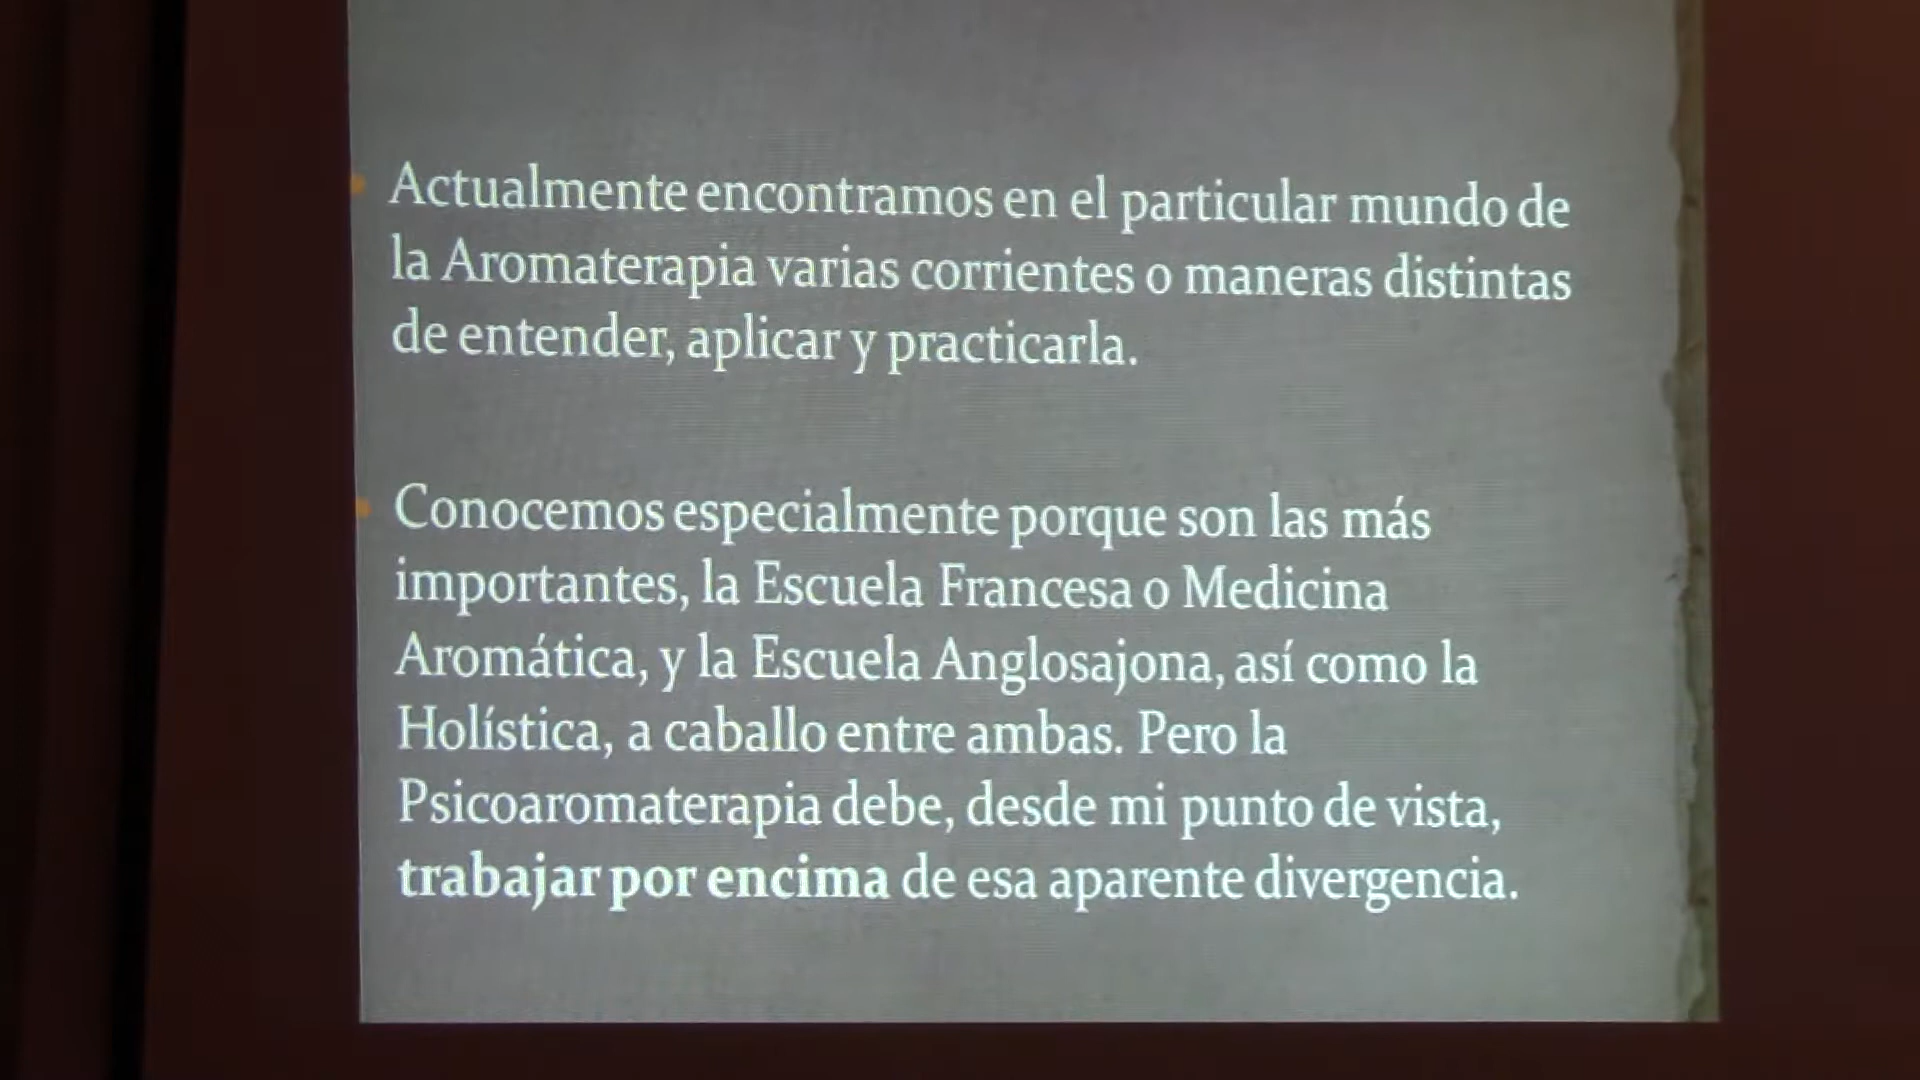 Actualmente encontramos en el particular mundo de
la Aromaterapia varias corrientes o maneras distintas
de entender, aplicar y practicarla.
Conocemos especialmente porque son las más
importantes, la Escuela Francesa o Medicina
Aromática, y la Escuela Anglosajona, así como la
Holística, a caballo entre ambas. Pero la
Psicoaromaterapia debe, desde mi punto de vista,
trabajar por encima de esa aparente divergencia.